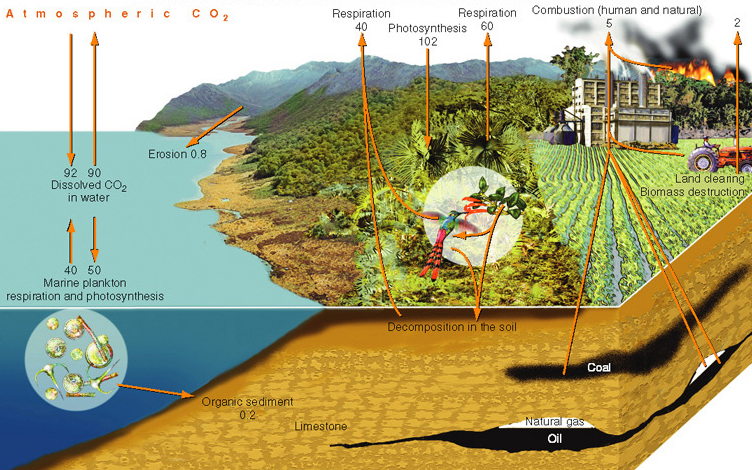 Atmospheric CO2
Respiration
40
Photosynthesis
102
Respiration
60
Combustion (human and natural)
5
2
Erosion 0.8
92 90
Dissolved CO2
in water
Land clearing
Biomass destruction
40 50
Marine plankton
respiration and photosynthesis
Decomposition in the soil
Coal
Organic sediment
0.2
Limestone
Natural gas
Oil